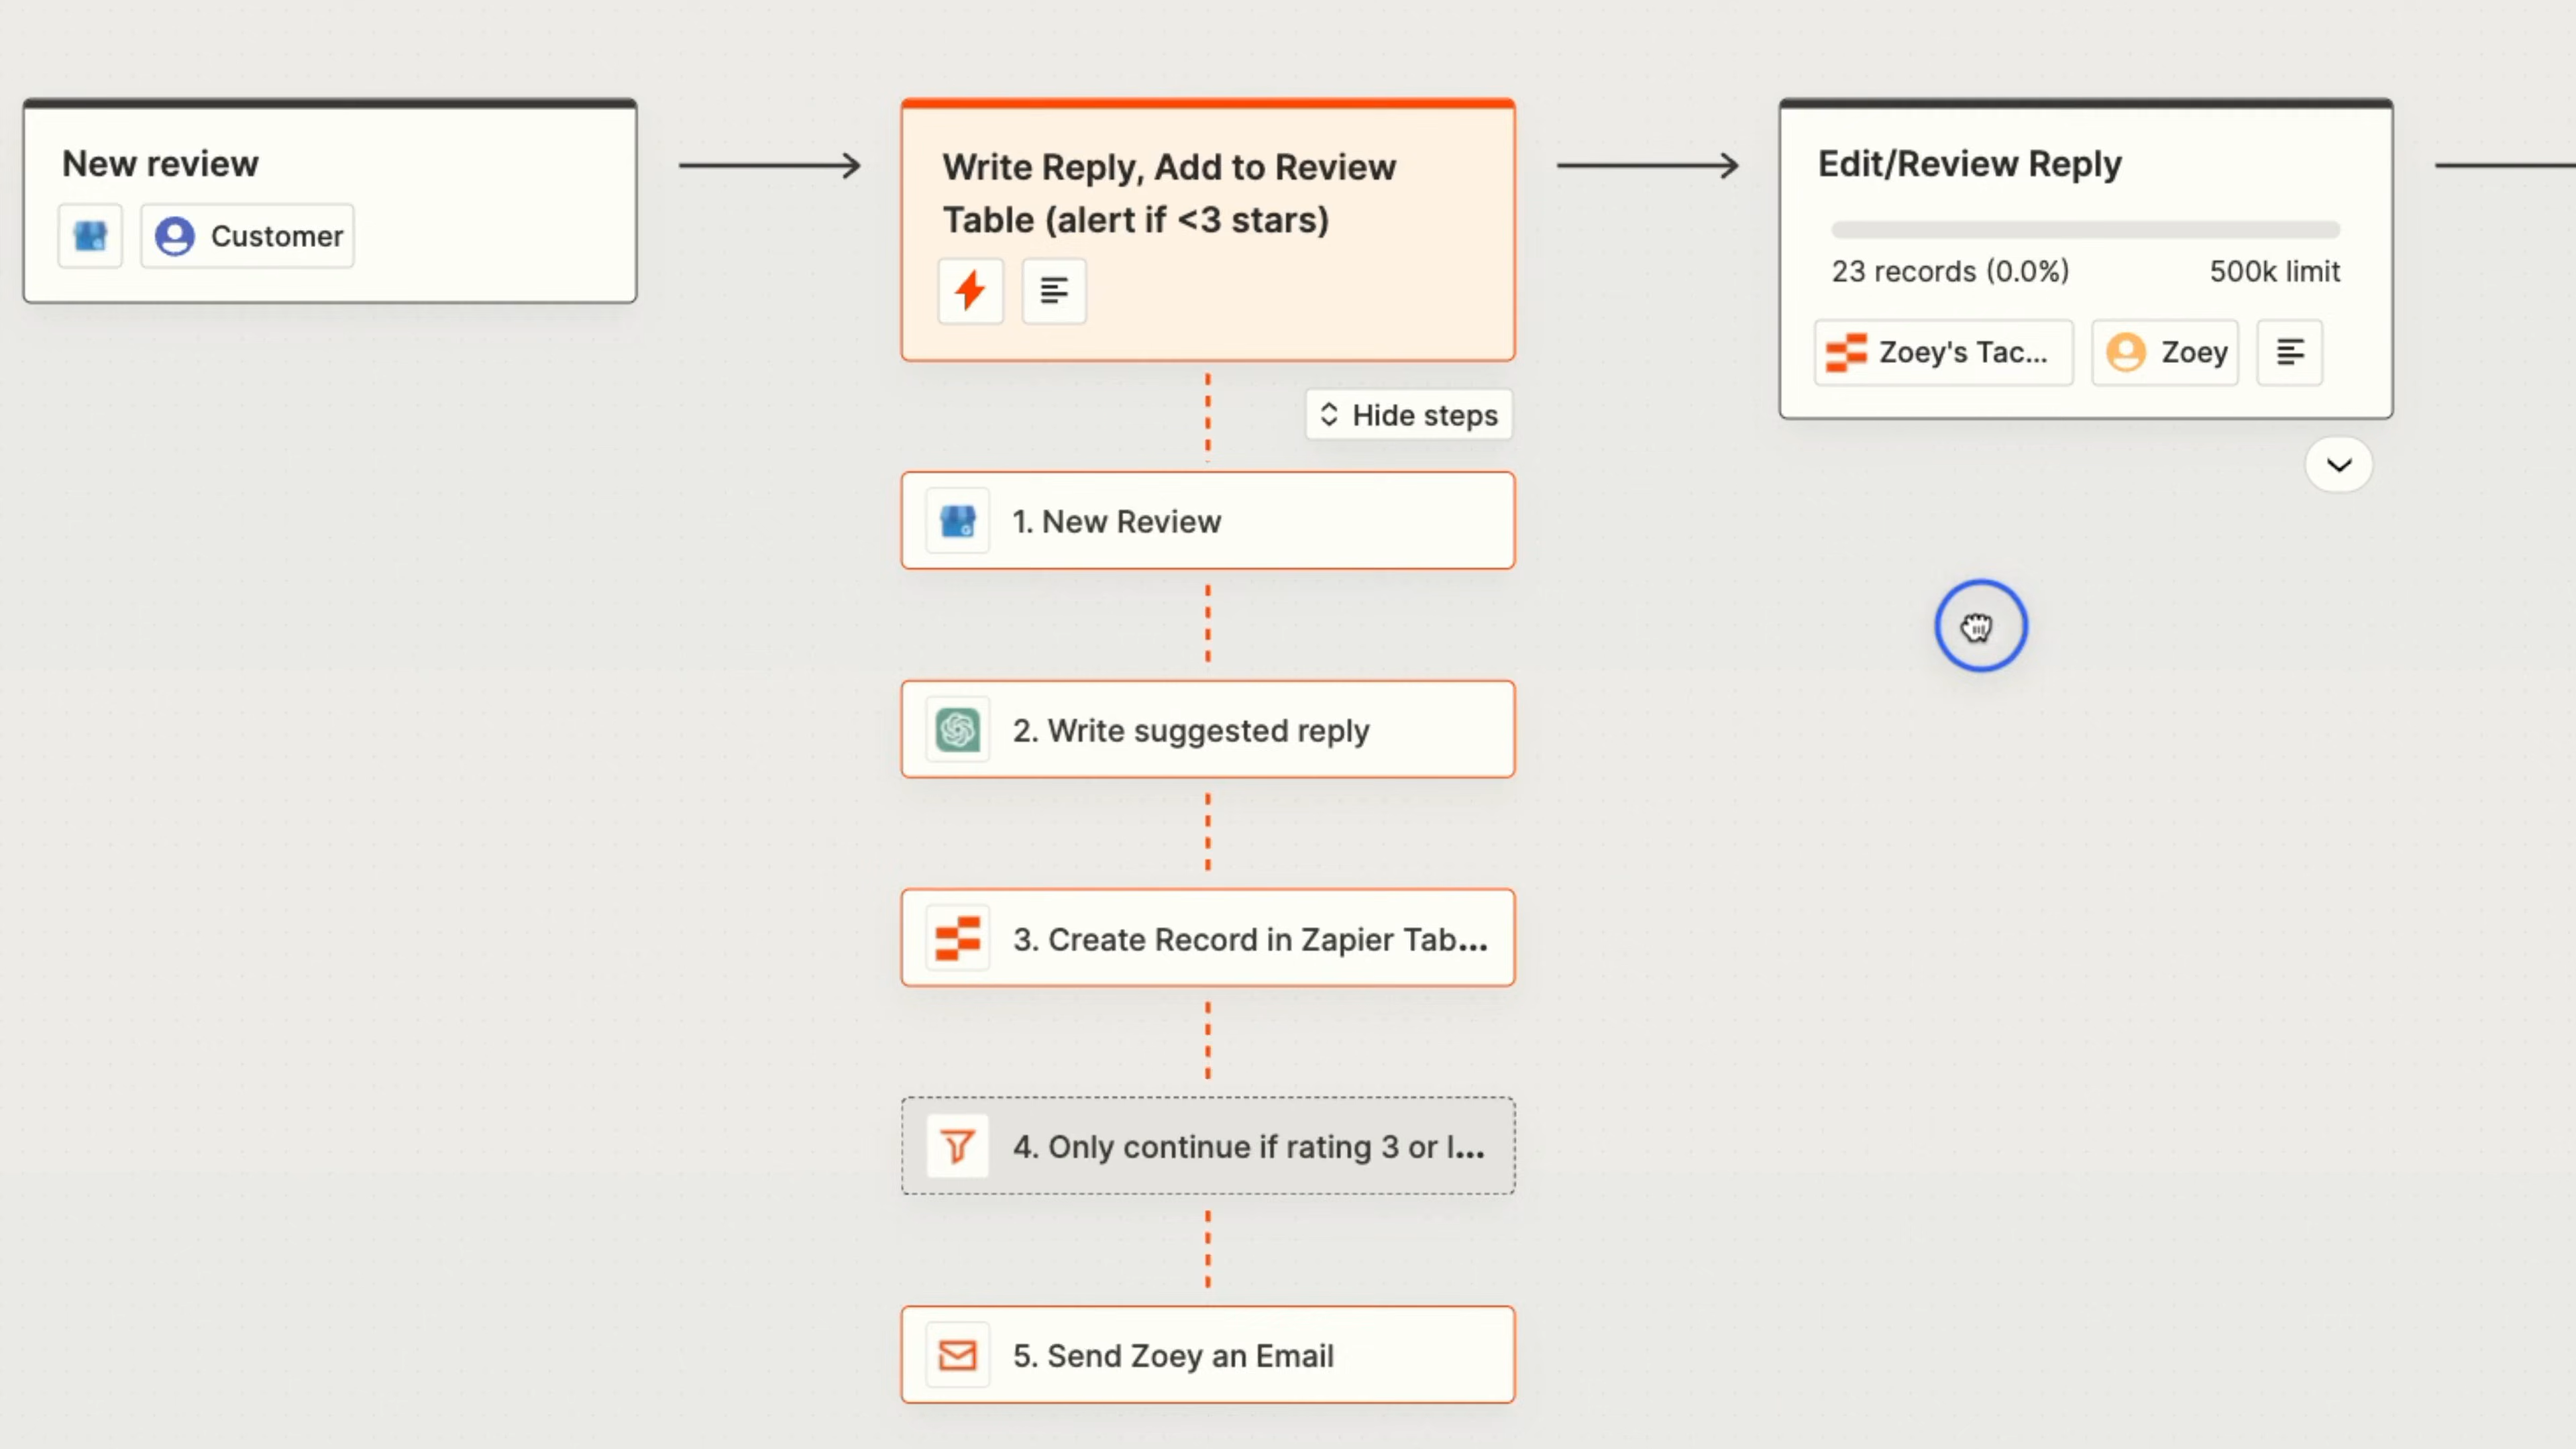 New review
Customer
Write Reply, Add to Review
Table (alert if <3 stars)
Hide steps
1. New Review
2. Write suggested reply
3. Create Record in Zapier Tab...
4. Only continue if rating 3 or l...
5. Send Zoey an Email
Edit/Review Reply
23 records (0.0%)
500k limit
Zoey's Tac...
Zoey